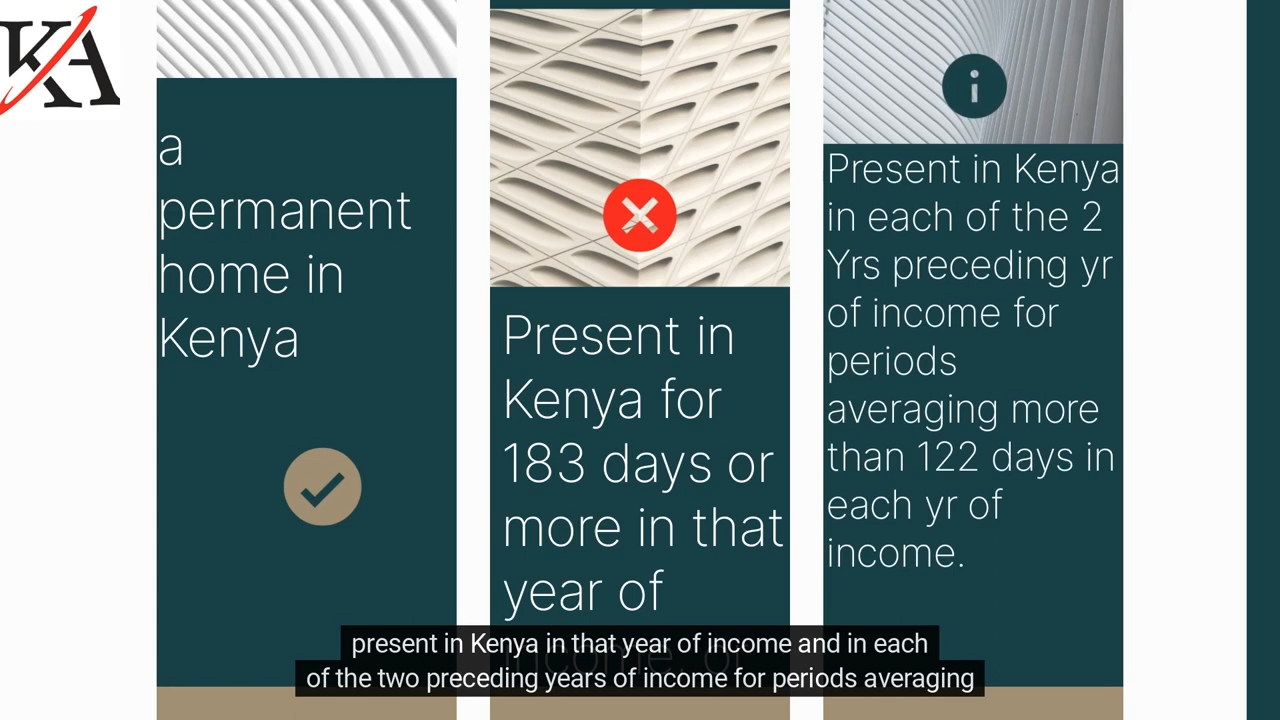 KA
a
permanent
home in
Kenya
Present in
Kenya for
183 days or
more in that
year of
income, or
Present in Kenya
in each of the 2
Yrs preceding yr
of income for
periods
averaging more
than 122 days in
each yr of
income.
present in Kenya in that year of income and in each
of the two preceding years of income for periods averaging